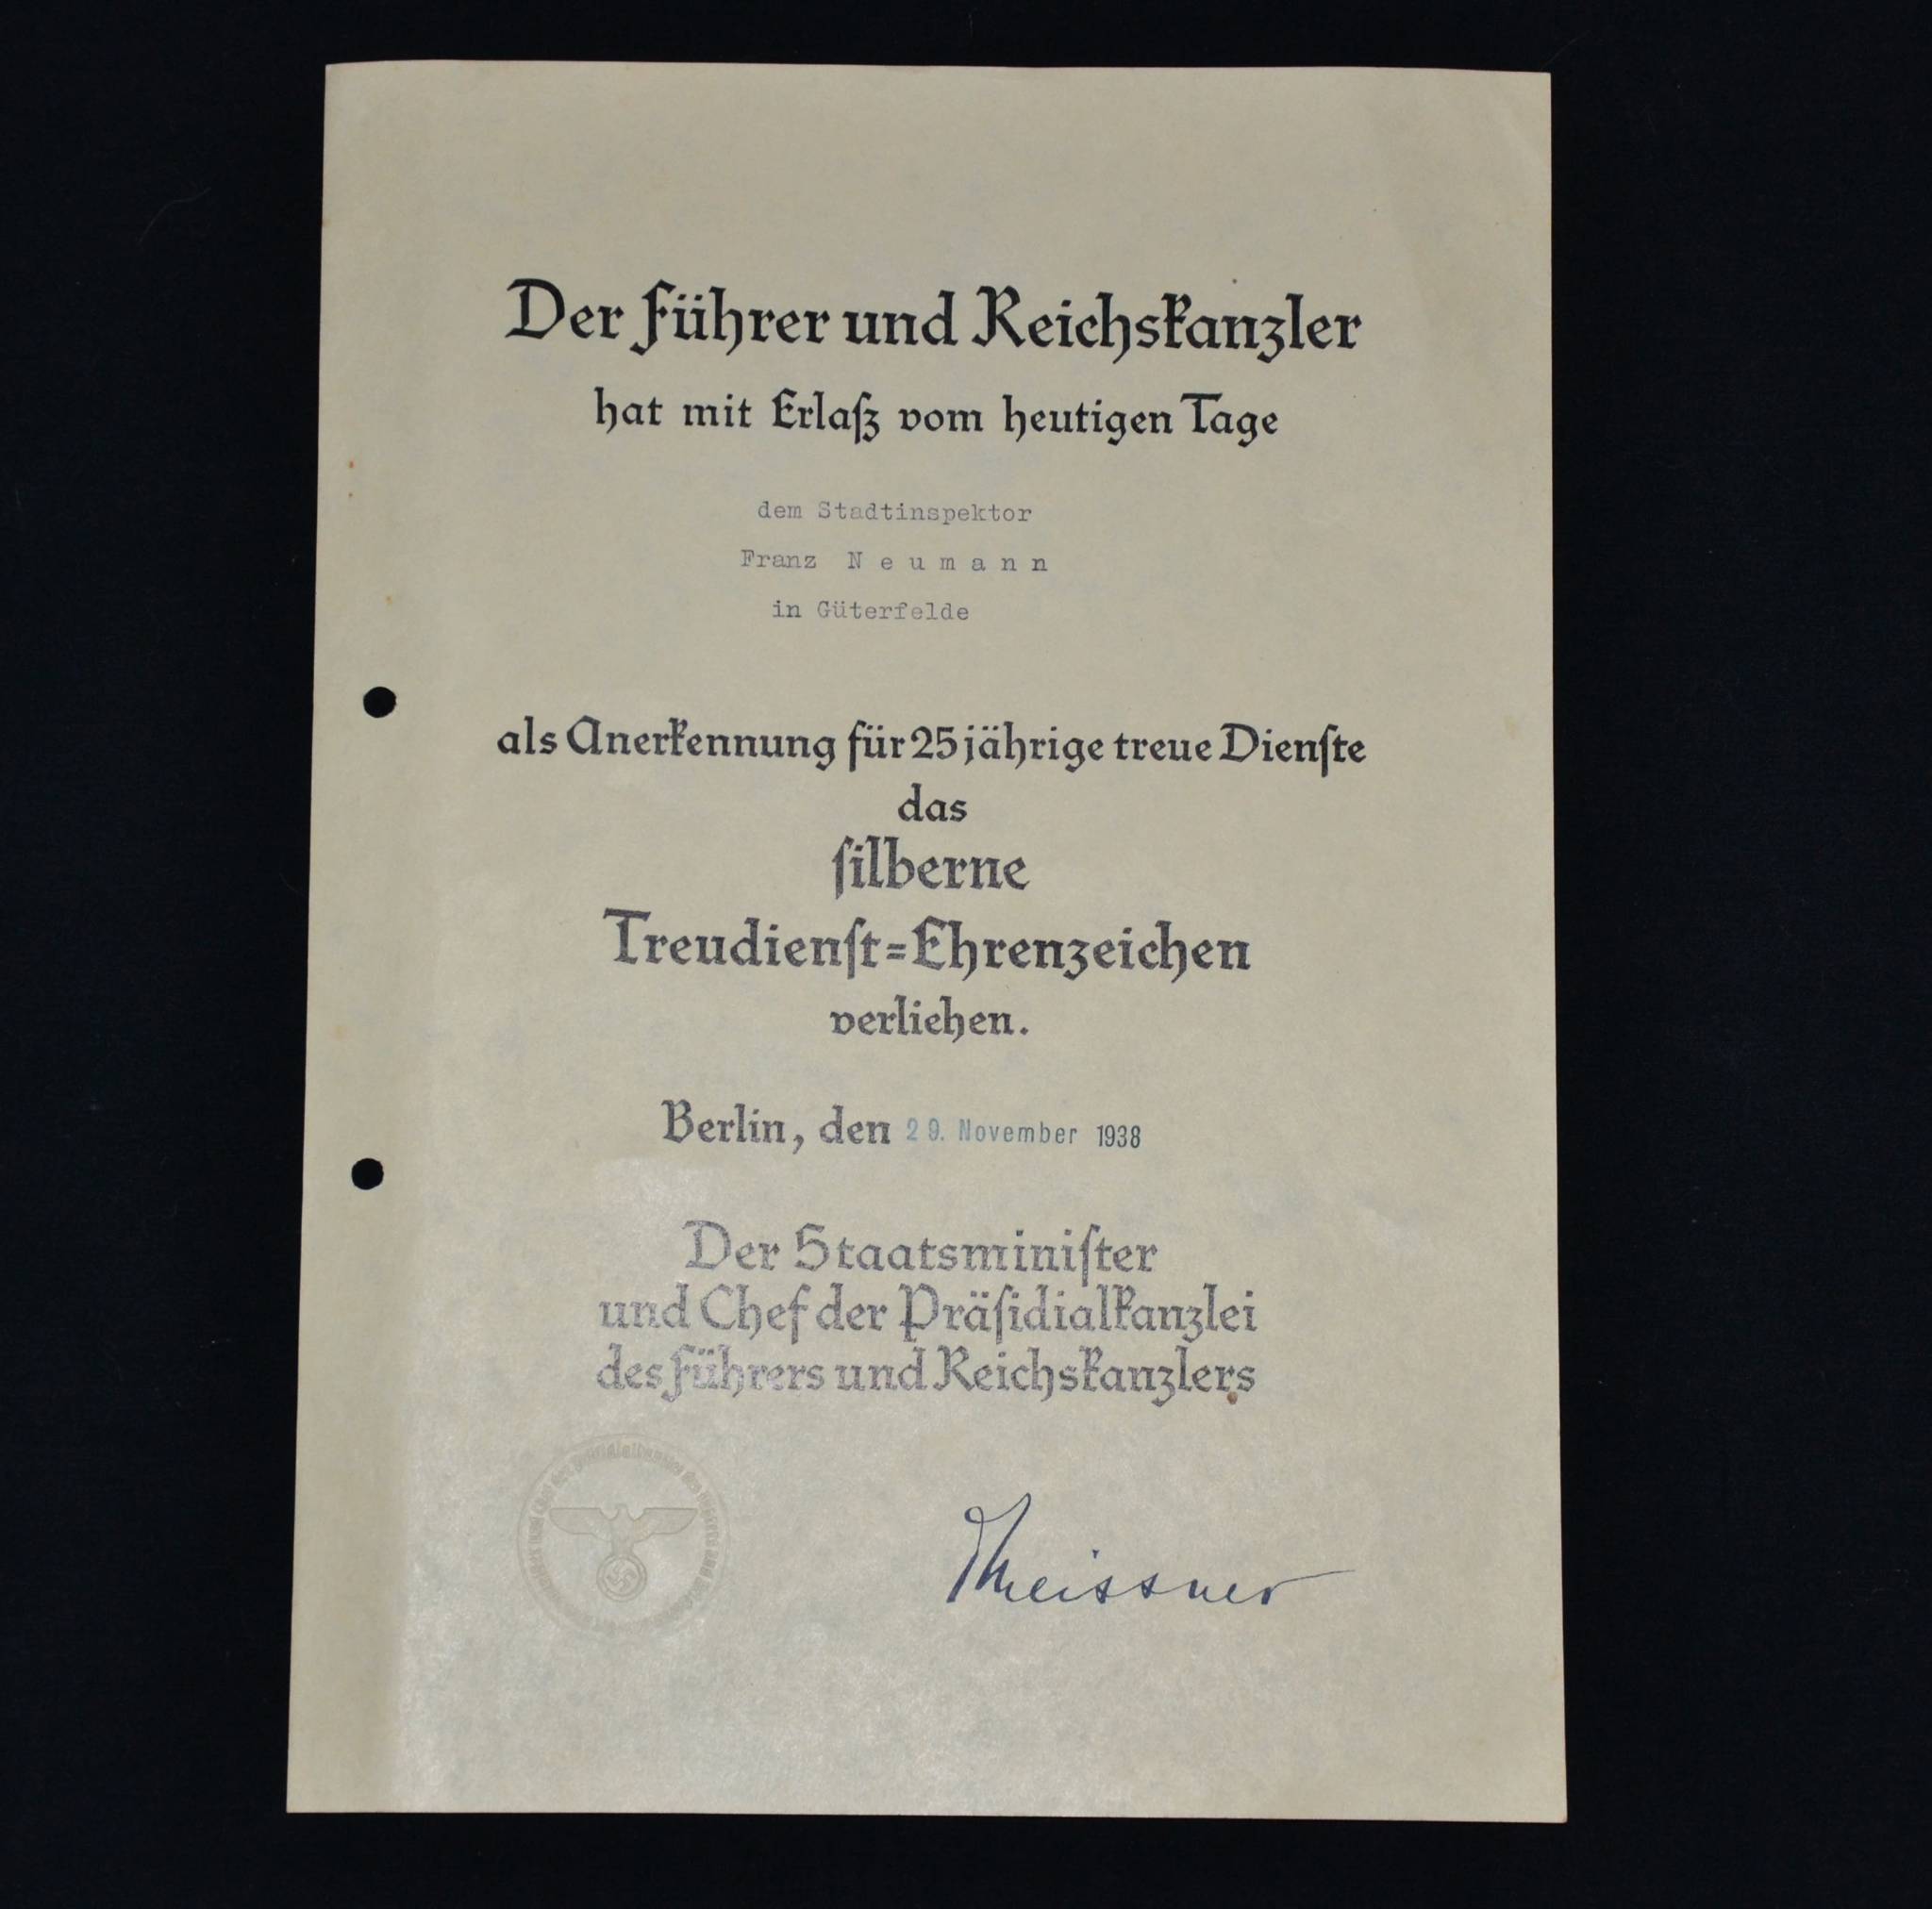 Der Führer und Reichskanzler
hat mit Erlaß vom heutigen Tage
dem Stadtinspektor
Franz N e u m a n n
in Güterfelde
als Anerkennung für 25jährige treue Dienste
das
silberne
Treudienst=Ehrenzeichen
verliehen.
Berlin, den 29. November 1938
Der Staatsminister
und Chef der Präsidialkanzlei
des Führers und Reichskanzlers
Meissner